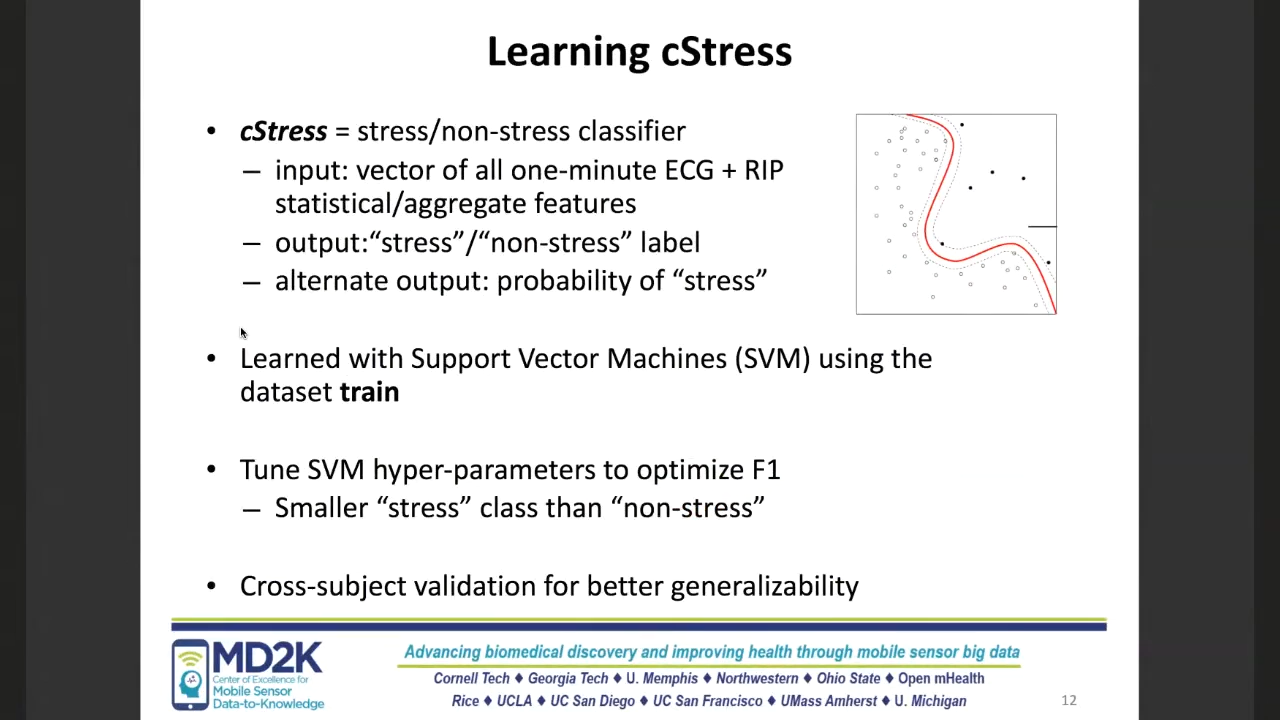 Learning cStress
• cStress = stress/non-stress classifier
– input: vector of all one-minute ECG + RIP
statistical/aggregate features
– output:“stress”/“non-stress” label
– alternate output: probability of “stress”
• Learned with Support Vector Machines (SVM) using the
dataset train
• Tune SVM hyper-parameters to optimize F1
– Smaller “stress” class than “non-stress”
• Cross-subject validation for better generalizability
MD2K
Center of Excellence for
Mobile Sensor
Data-to-Knowledge
Advancing biomedical discovery and improving health through mobile sensor big data
Cornell Tech ♦ Georgia Tech ♦ U. Memphis ♦ Northwestern ♦ Ohio State ♦ Open mHealth
Rice ♦ UCLA ♦ UC San Diego ♦ UC San Francisco ♦ UMass Amherst ♦ U. Michigan
12